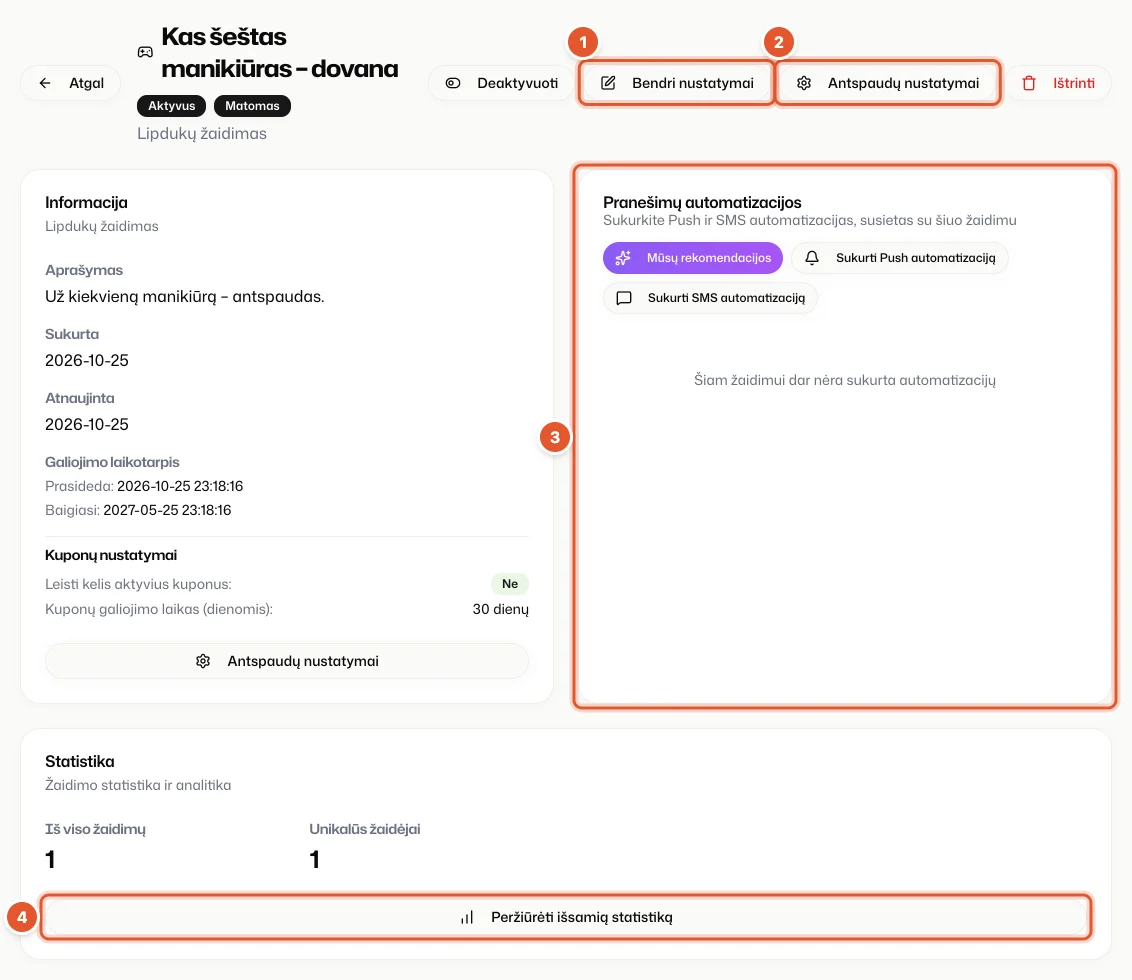 Atgal
Kas šeštas
manikiūras – dovana
Aktyvus
Matomas
Lipdukų žaidimas
Deaktyvuoti
1
Bendri nustatymai
2
Antspaudų nustatymai
Ištrinti
Informacija
Lipdukų žaidimas
Aprašymas
Už kiekvieną manikiūrą – antspaudas.
Sukurta
2026-10-25
Atnaujinta
2026-10-25
Galiojimo laikotarpis
Prasideda: 2026-10-25 23:18:16
Baigiasi: 2027-05-25 23:18:16
Kuponų nustatymai
Leisti kelis aktyvius kuponus: Ne
Kuponų galiojimo laikas (dienomis): 30 dienų
Antspaudų nustatymai
3
Pranešimų automatizacijos
Sukurkite Push ir SMS automatizacijas, susietas su šiuo žaidimu
Mūsų rekomendacijos
Sukurti Push automatizaciją
Sukurti SMS automatizaciją
Šiam žaidimui dar nėra sukurta automatizacijų
Statistika
Žaidimo statistika ir analitika
Iš viso žaidimų
1
Unikalūs žaidėjai
1
4
Peržiūrėti išsamią statistiką